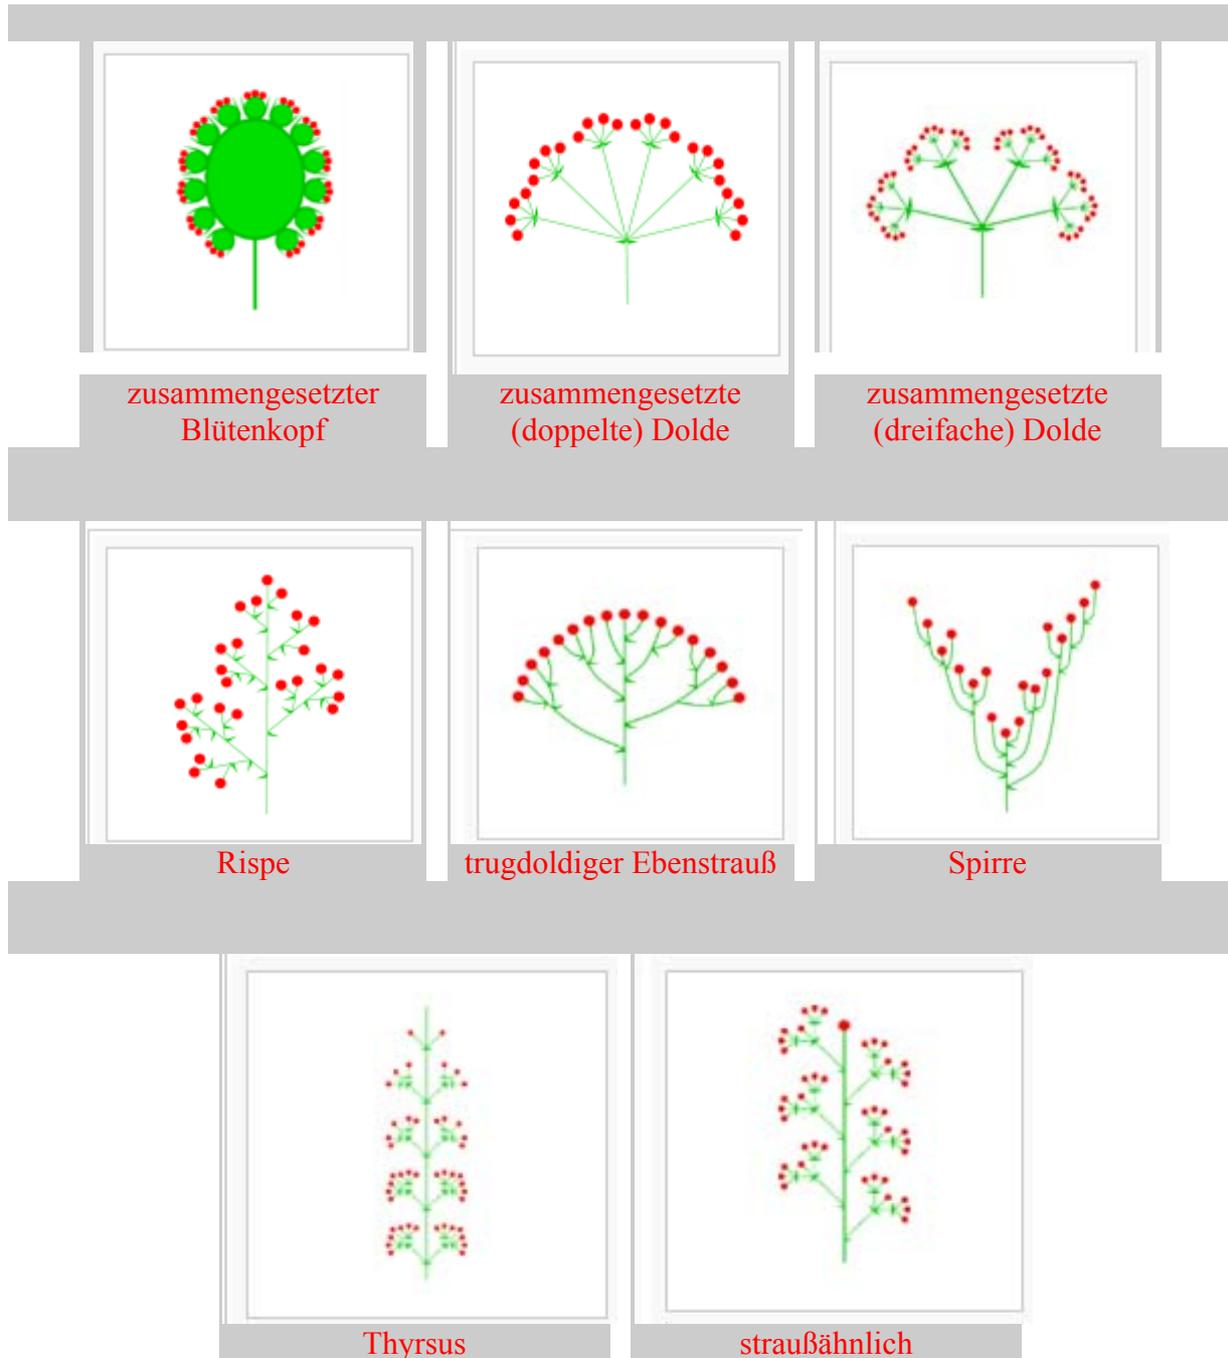 zusammengesetzter
Blütenkopf
zusammengesetzte
(doppelte) Dolde
zusammengesetzte
(dreifache) Dolde
Rispe
trugdoldiger Ebenstrauß
Spirre
Thyrsus
straußähnlich